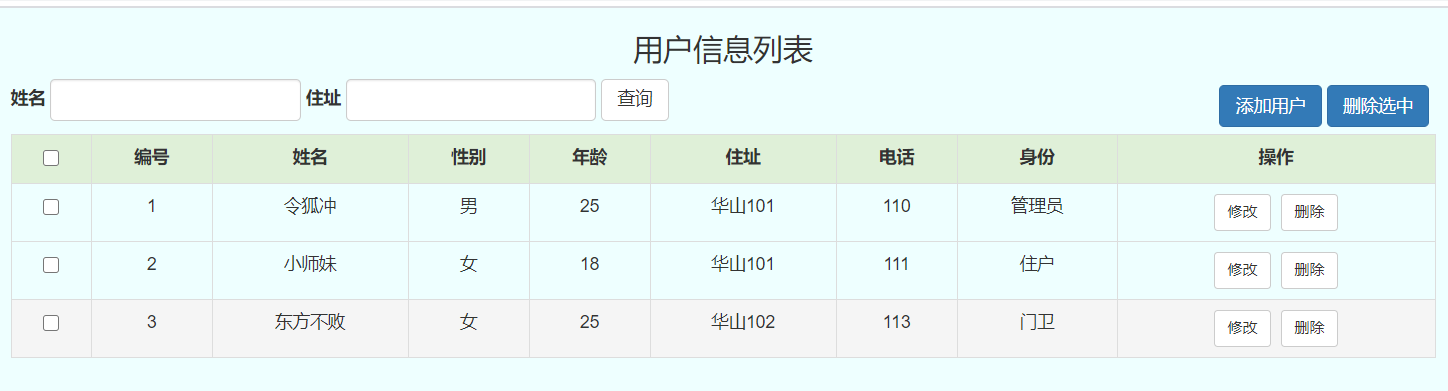 用户信息列表
姓名 住址 查询 添加用户 删除选中
编号 姓名 性别 年龄 住址 电话 身份 操作
1 令狐冲 男 25 华山101 110 管理员 修改 删除
2 小师妹 女 18 华山101 111 住户 修改 删除
3 东方不败 女 25 华山102 113 门卫 修改 删除